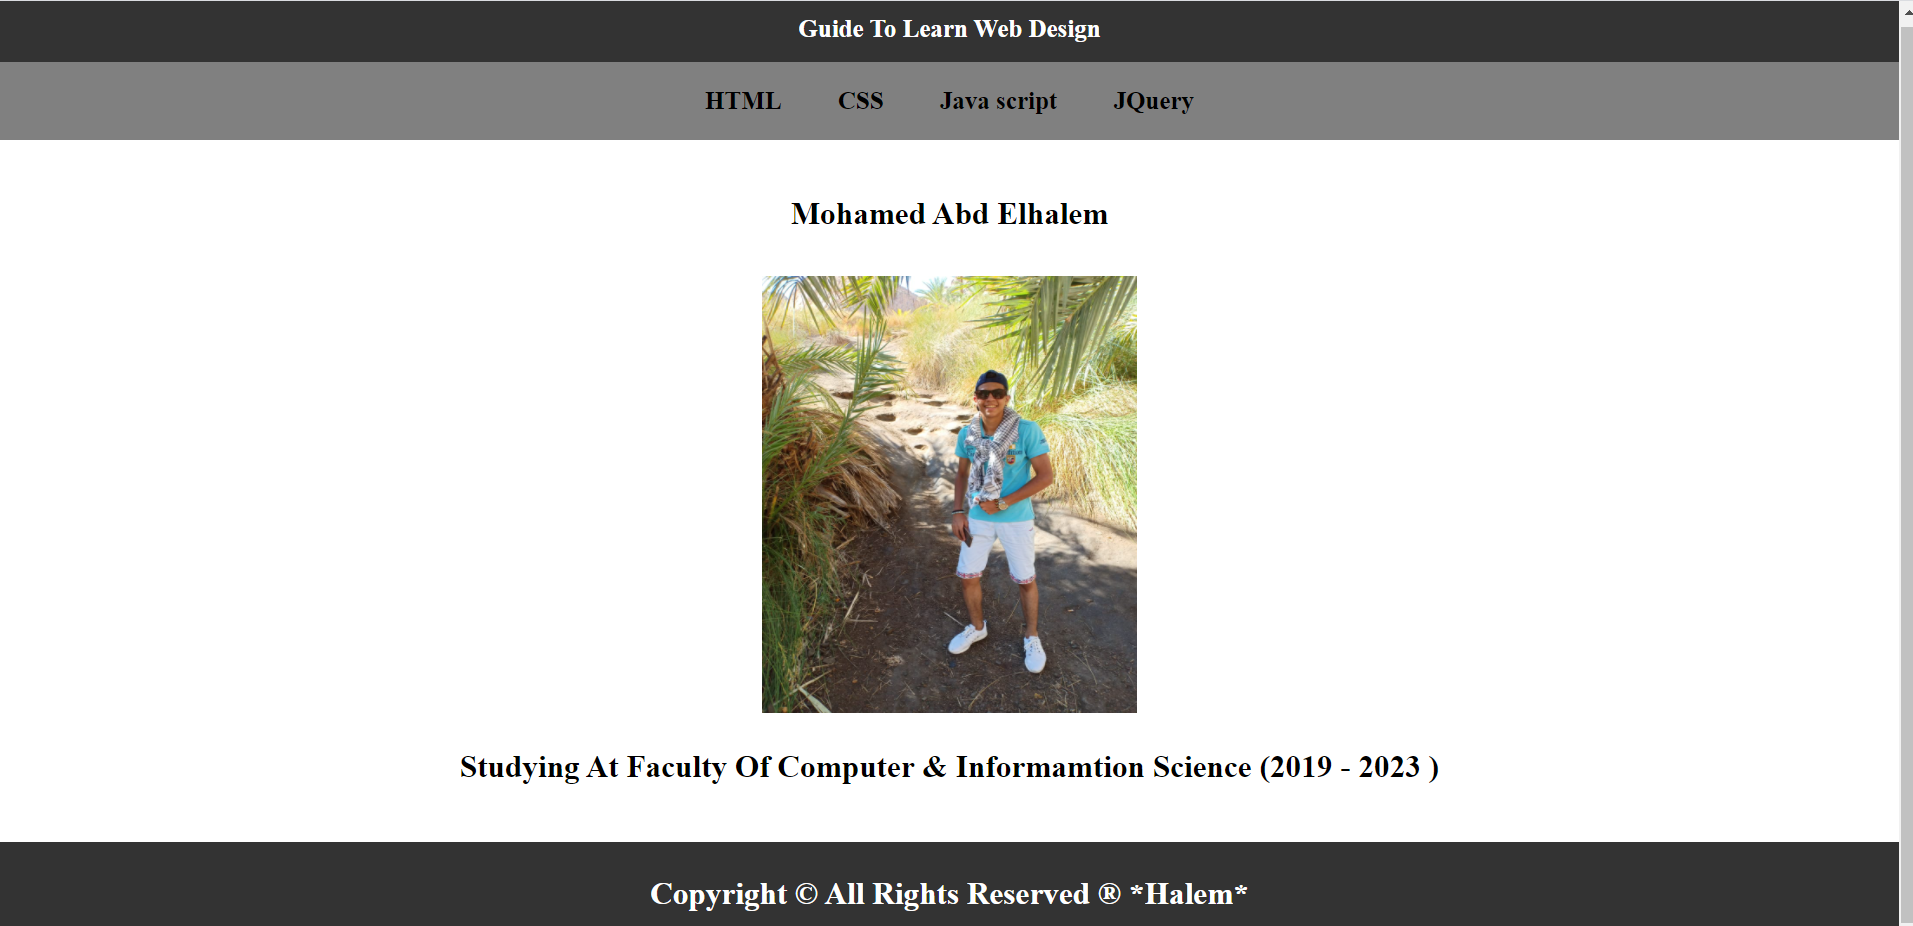 Guide To Learn Web Design
HTML CSS Java script JQuery
Mohamed Abd Elhalem
Studying At Faculty Of Computer & Informamtion Science (2019 - 2023 )
Copyright © All Rights Reserved ® *Halem*